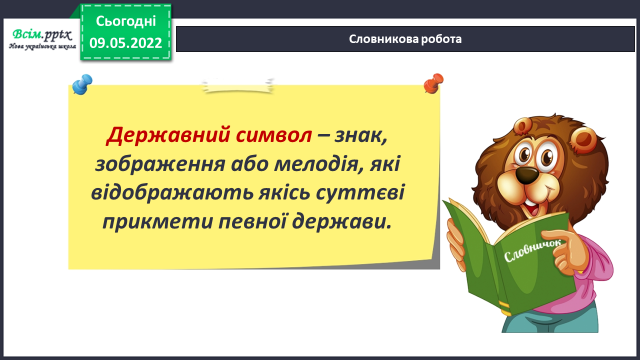 Всім.pptx
Нова українська школа
Сьогодні
09.05.2022
Словникова робота
Державний символ – знак,
зображення або мелодія, які
відображають якісь суттєві
прикмети певної держави.
Словничок